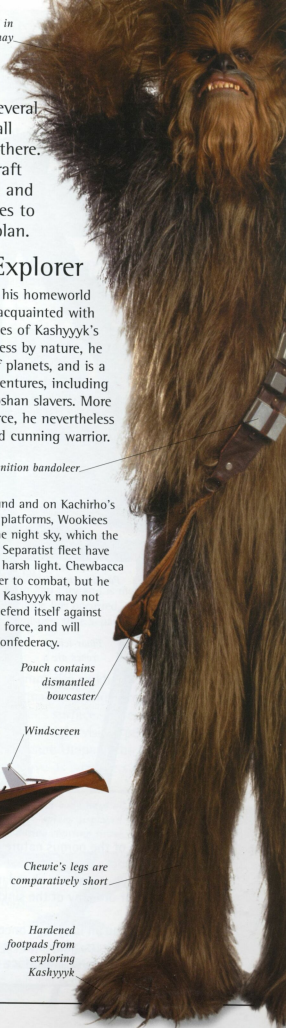 in
may
everal
all
there.
raft
and
es to
plan.
Explorer
his homeworld
acquainted with
es of Kashyyyk's
ess by nature, he
f planets, and is a
entures, including
shan slavers. More
rce, he nevertheless
d cunning warrior.
nition bandoleer
und and on Kachirho's
platforms, Wookiees
e night sky, which the
Separatist fleet have
harsh light. Chewbacca
er to combat, but he
Kashyyyk may not
efend itself against
force, and will
onfederacy.
Pouch contains
dismantled
bowcaster
Windscreen
Chewie's legs are
comparatively short
Hardened
footpads from
exploring
Kashyyyk